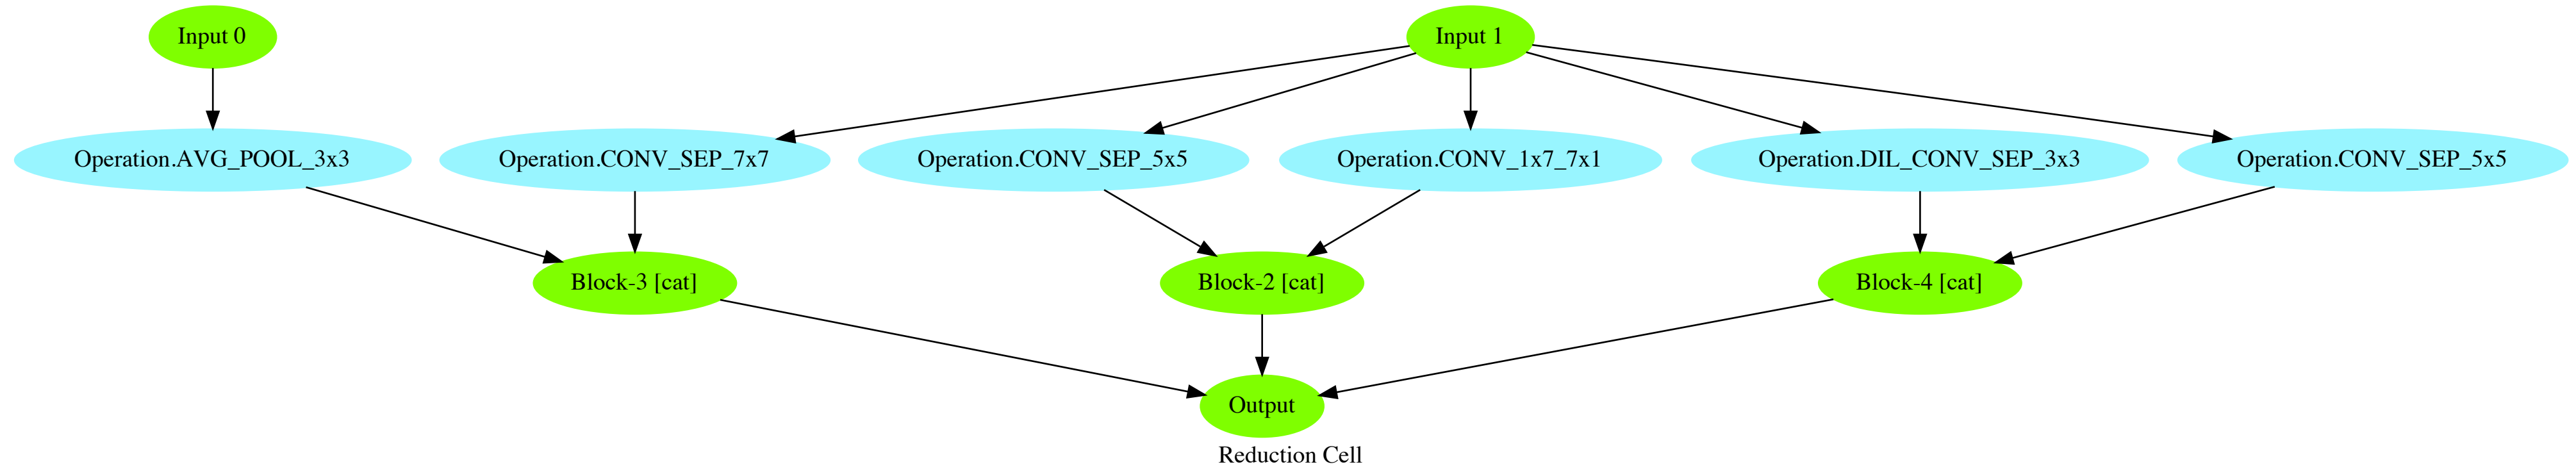 Input 0
Input 1
Operation.AVG_POOL_3x3
Operation.CONV_SEP_7x7
Operation.CONV_SEP_5x5
Operation.CONV_1x7_7x1
Operation.DIL_CONV_SEP_3x3
Operation.CONV_SEP_5x5
Block-3 [cat]
Block-2 [cat]
Block-4 [cat]
Output
Reduction Cell